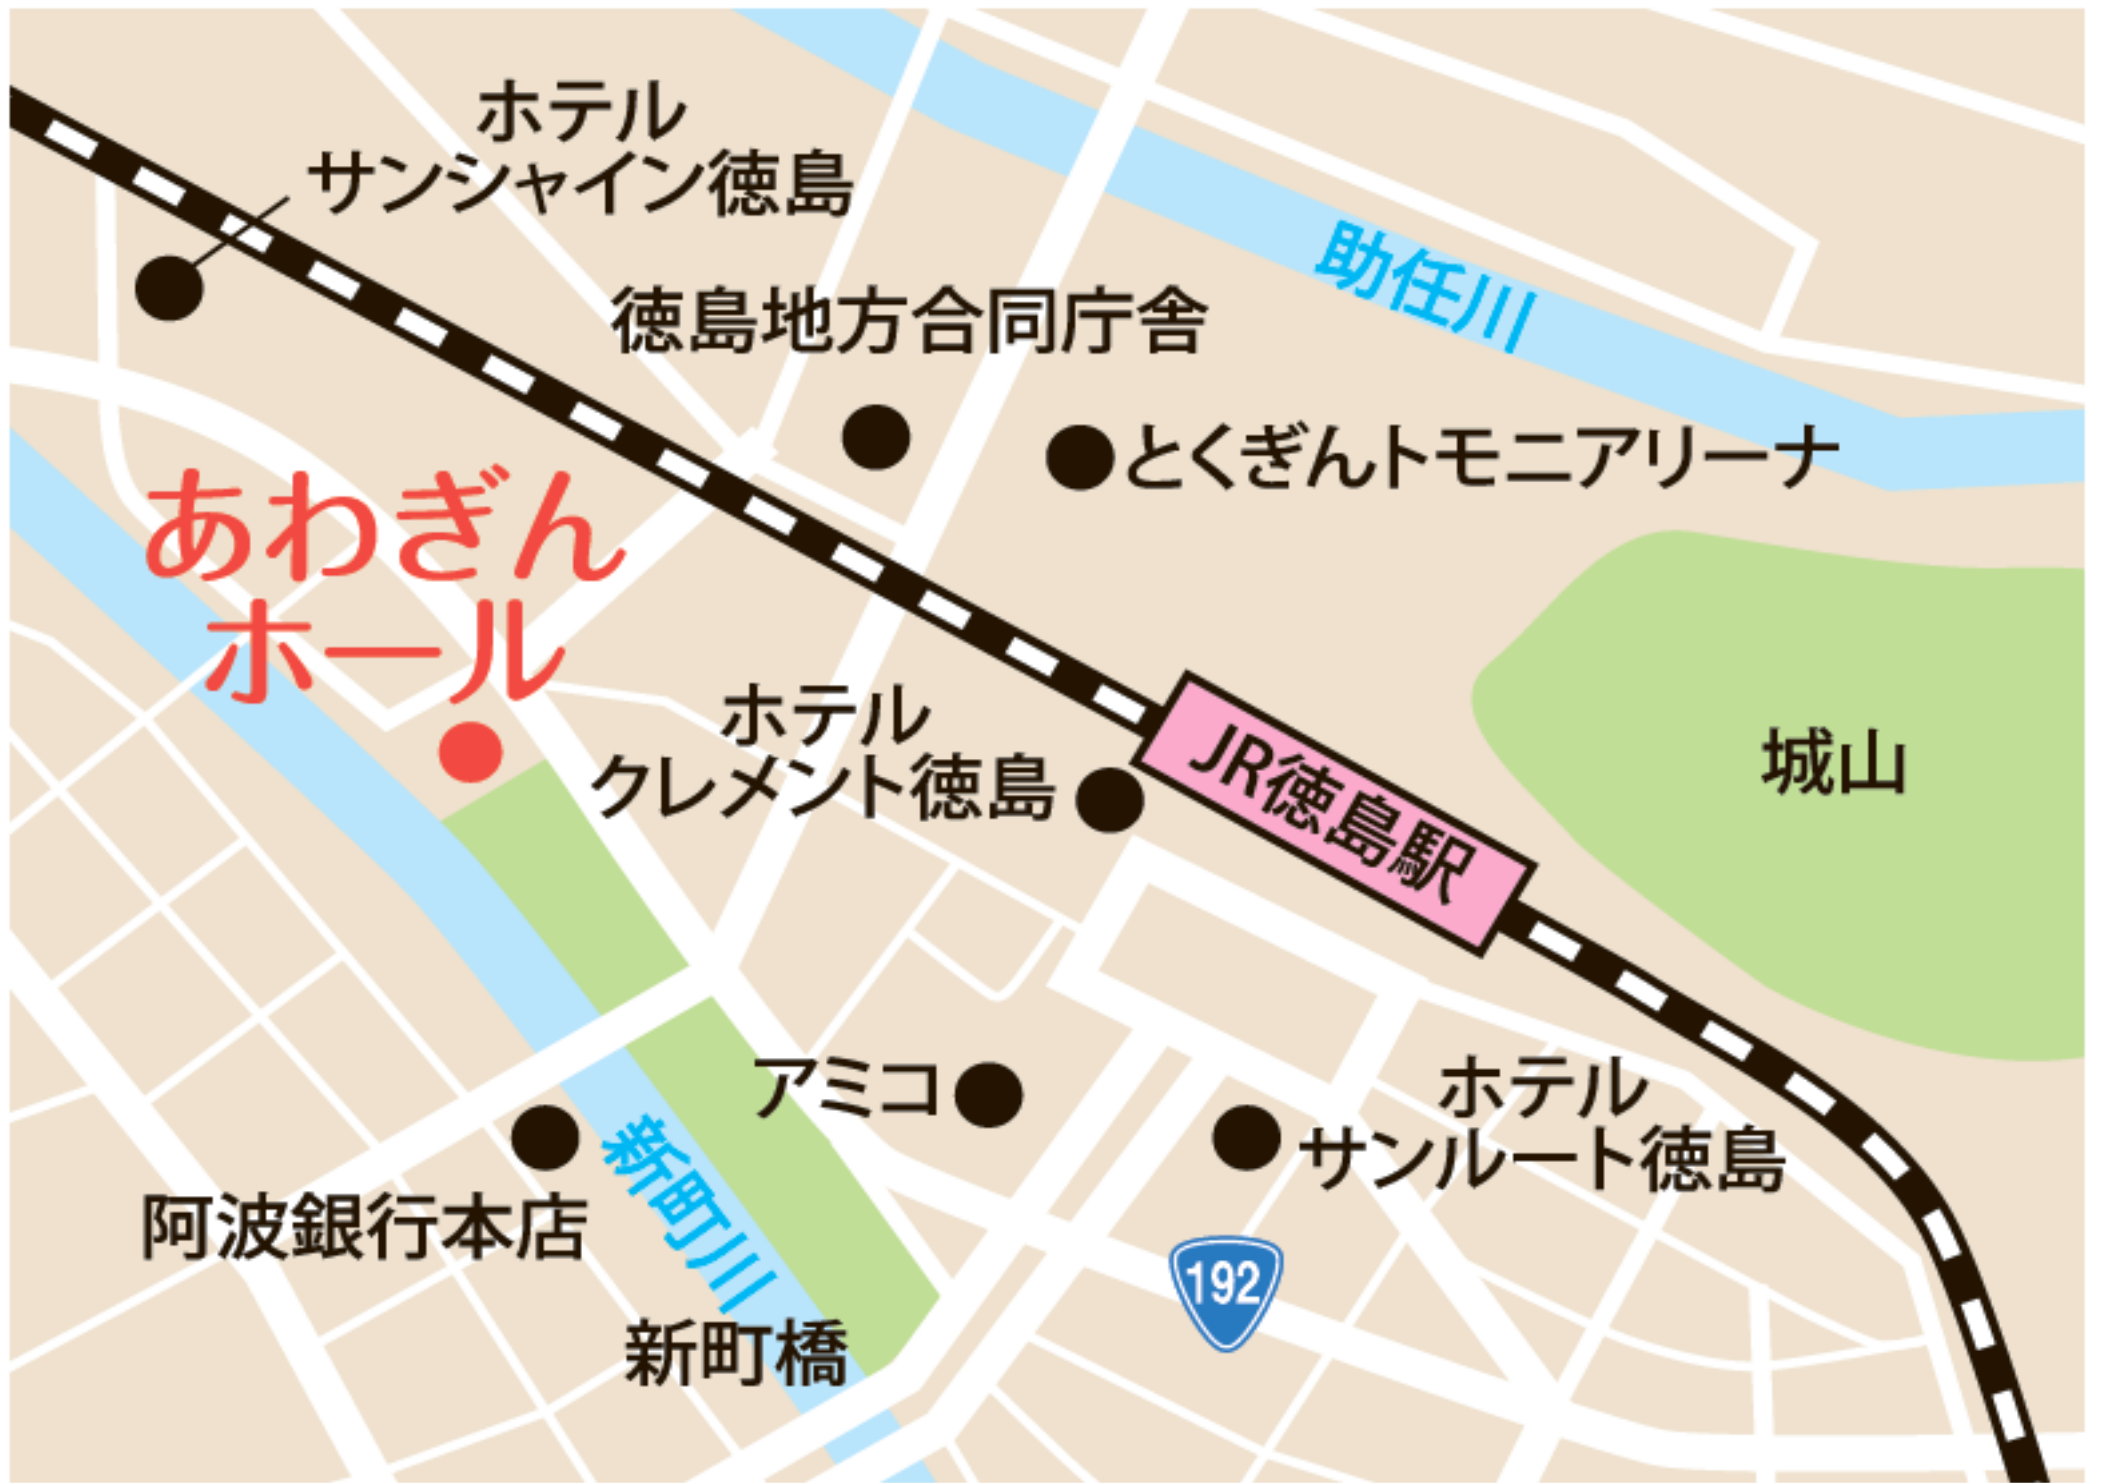 ホテル
サンシャイン徳島
助任川
徳島地方合同庁舎
とくぎんトモニアリーナ
あわぎん
ホール
ホテル
クレメント徳島
JR徳島駅
城山
アミコ
ホテル
サンルート徳島
阿波銀行本店
新町川
192
新町橋